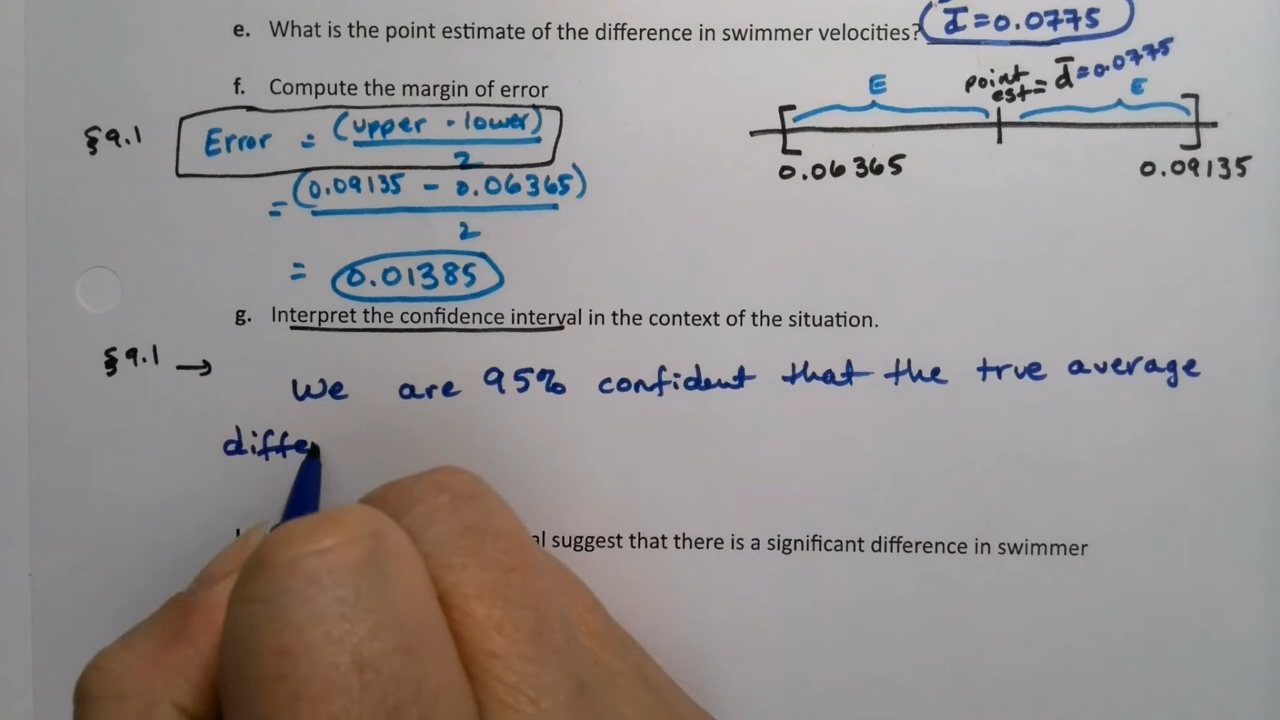 e. What is the point estimate of the difference in swimmer velocities? d̄ = 0.0775
f. Compute the margin of error
§9.1 Error = (upper - lower)
2
= (0.09135 - 0.06365)
2
= 0.01385
E point est = d̄ = 0.0775 E
0.06365 0.09135
g. Interpret the confidence interval in the context of the situation.
§9.1 → We are 95% confident that the true average
diffe
suggest that there is a significant difference in swimmer